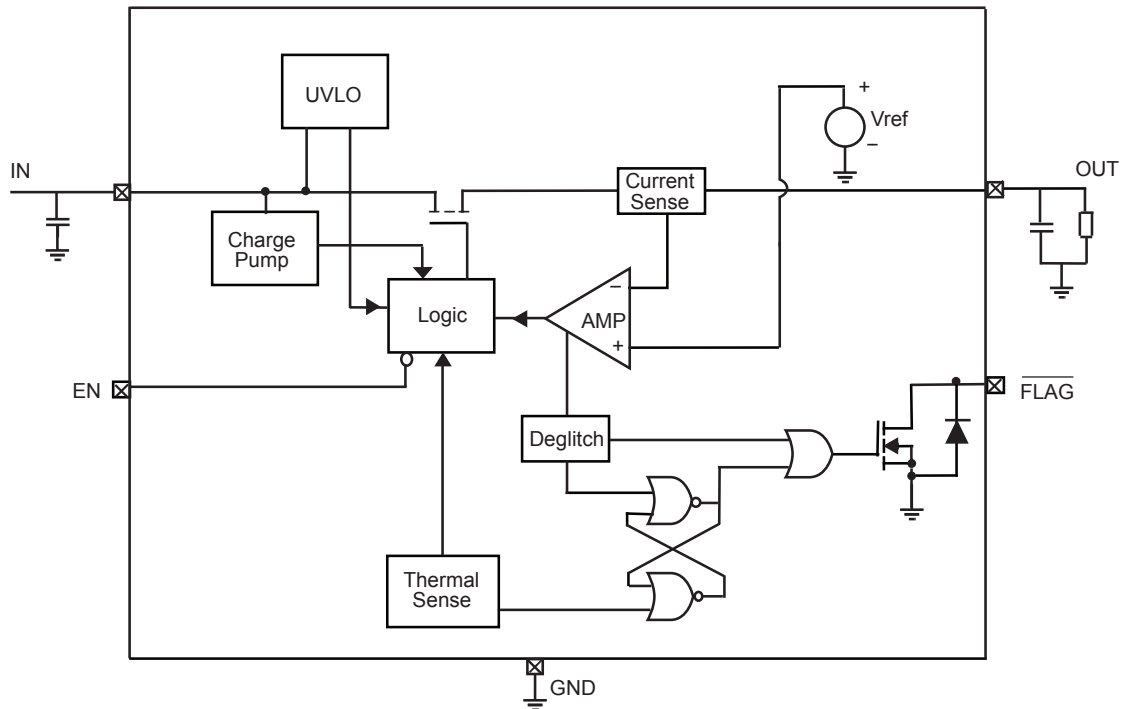 UVLO
+
Vref
−
IN
OUT
Current
Sense
Charge
Pump
−
Logic
AMP
+
EN
FLAG
Deglitch
Thermal
Sense
GND